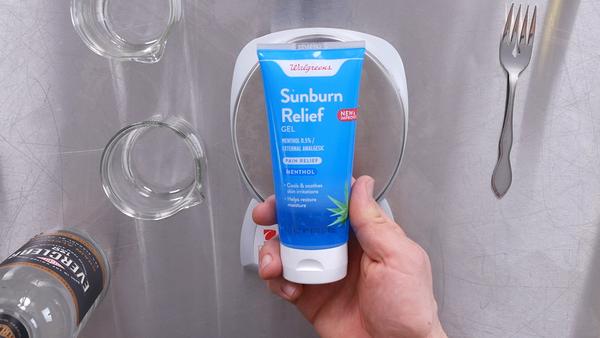 Walgreens
Sunburn
Relief
GEL
NEW &
IMPROVED
MENTHOL 0.5% /
EXTERNAL ANALGESIC
PAIN RELIEF
MENTHOL
• Cools & soothes
skin irritations
• Helps restore
moisture
EVERCLEAR